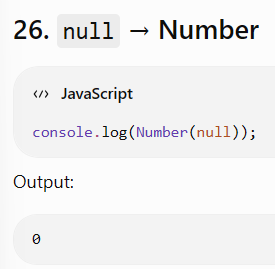 26. null → Number
</> JavaScript
console.log(Number(null));
Output:
0